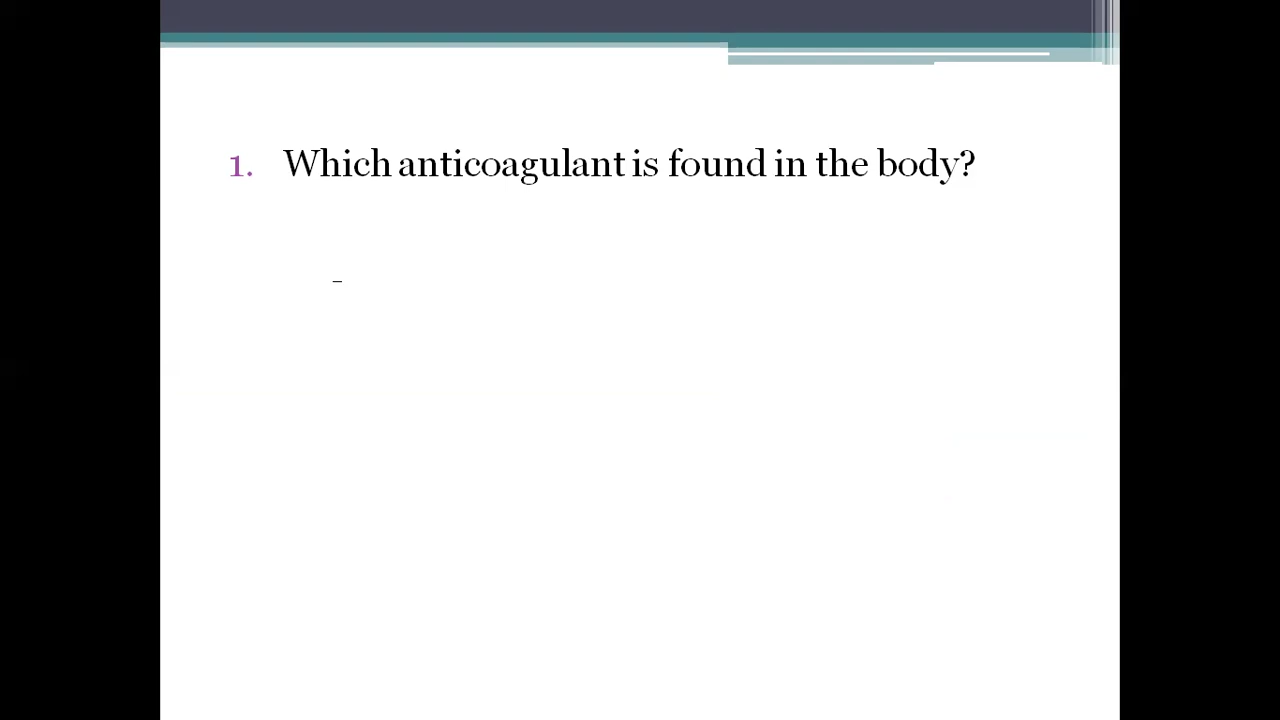 1. Which anticoagulant is found in the body?
–